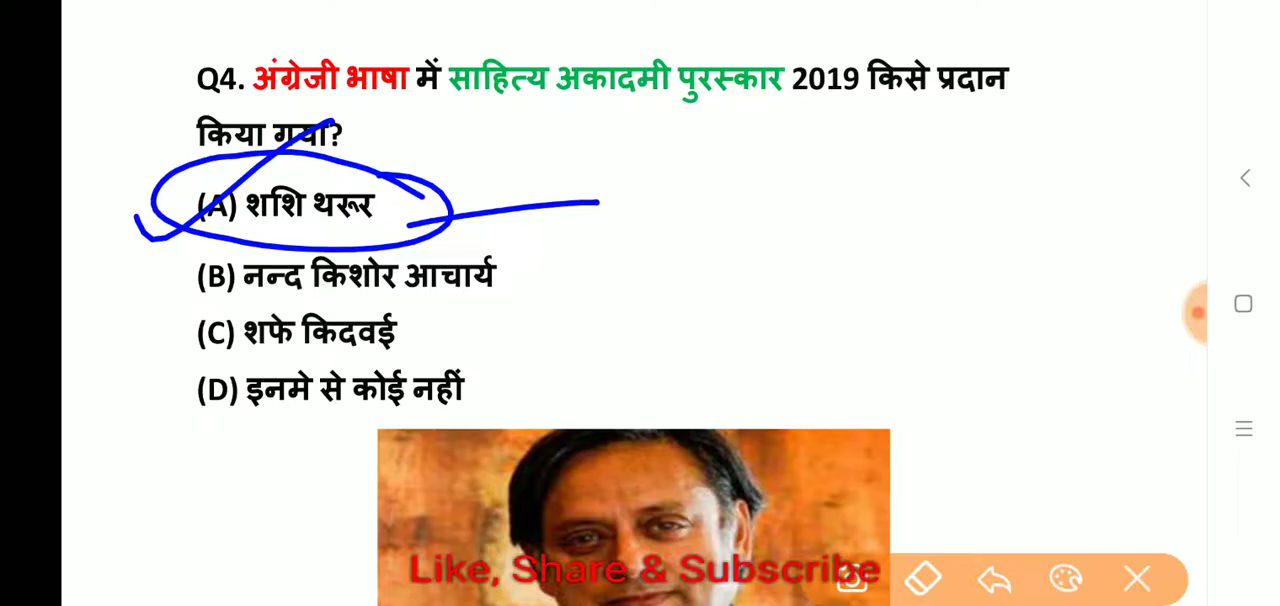 Q4. अंग्रेजी भाषा में साहित्य अकादमी पुरस्कार 2019 किसे प्रदान
किया गया?
(A) शशि थरूर
(B) नन्द किशोर आचार्य
(C) शफे किदवई
(D) इनमे से कोई नहीं
Like, Share & Subscribe